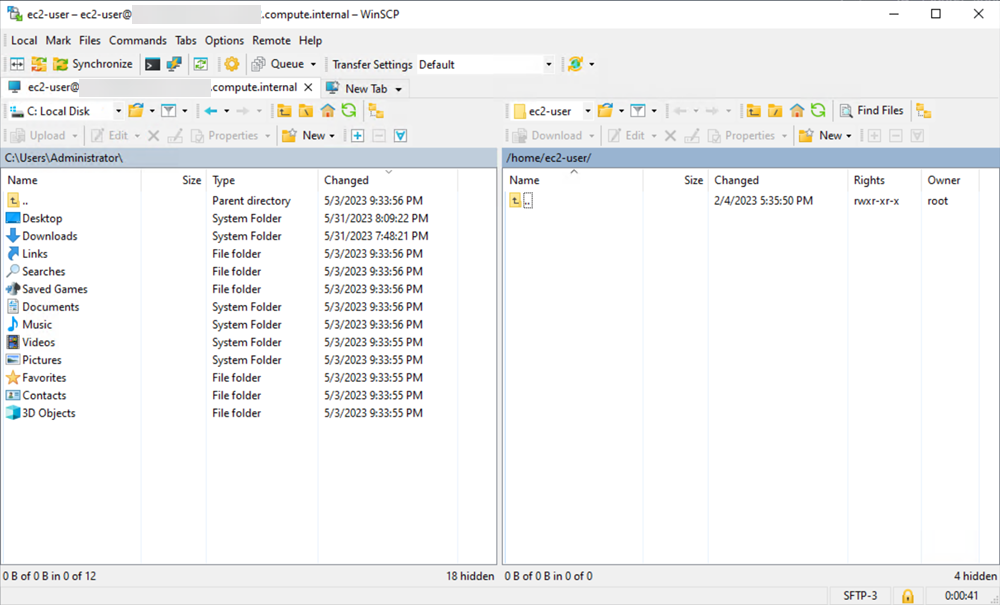 ec2-user – ec2-user@ .compute.internal – WinSCP
Local Mark Files Commands Tabs Options Remote Help
Synchronize Queue Transfer Settings Default
ec2-user@ .compute.internal New Tab
C: Local Disk
Upload Edit Properties New
C:\Users\Administrator\
Name Size Type Changed
.. Parent directory 5/3/2023 9:33:56 PM
Desktop System Folder 5/31/2023 8:09:22 PM
Downloads System Folder 5/31/2023 7:48:21 PM
Links File folder 5/3/2023 9:33:56 PM
Searches File folder 5/3/2023 9:33:56 PM
Saved Games File folder 5/3/2023 9:33:56 PM
Documents System Folder 5/3/2023 9:33:56 PM
Music System Folder 5/3/2023 9:33:56 PM
Videos System Folder 5/3/2023 9:33:55 PM
Pictures System Folder 5/3/2023 9:33:55 PM
Favorites File folder 5/3/2023 9:33:55 PM
Contacts File folder 5/3/2023 9:33:55 PM
3D Objects File folder 5/3/2023 9:33:55 PM
0 B of 0 B in 0 of 12 18 hidden
ec2-user Find Files
Download Edit Properties New
/home/ec2-user/
Name Size Changed Rights Owner
.. 2/4/2023 5:35:50 PM rwxr-xr-x root
0 B of 0 B in 0 of 0 4 hidden
SFTP-3 0:00:41